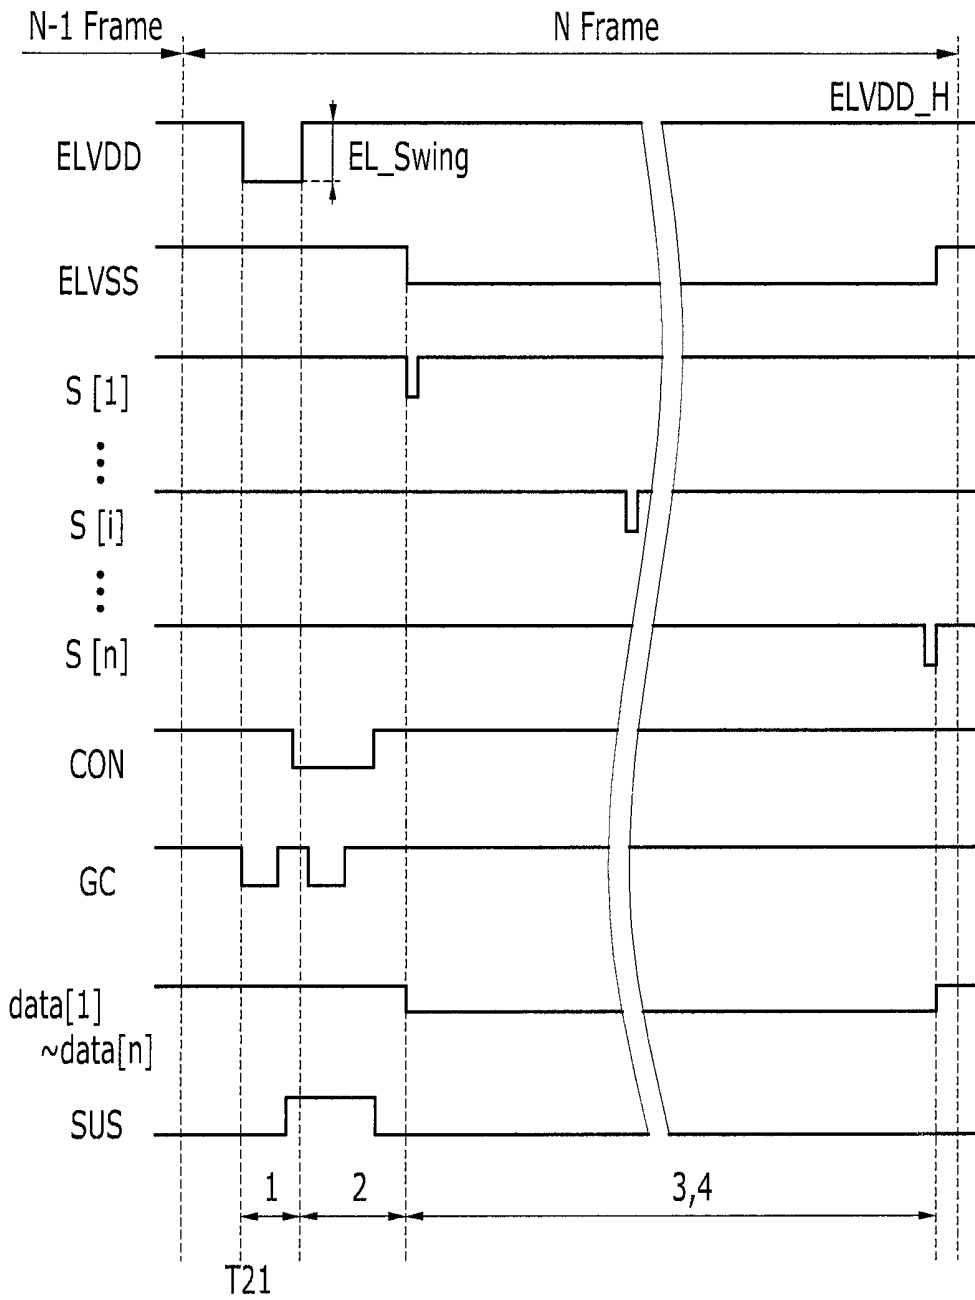 N-1 Frame
N Frame
ELVDD_H
ELVDD
EL_Swing
ELVSS
S [1]
S [i]
S [n]
CON
GC
data[1]
~data[n]
SUS
1
2
3,4
T21